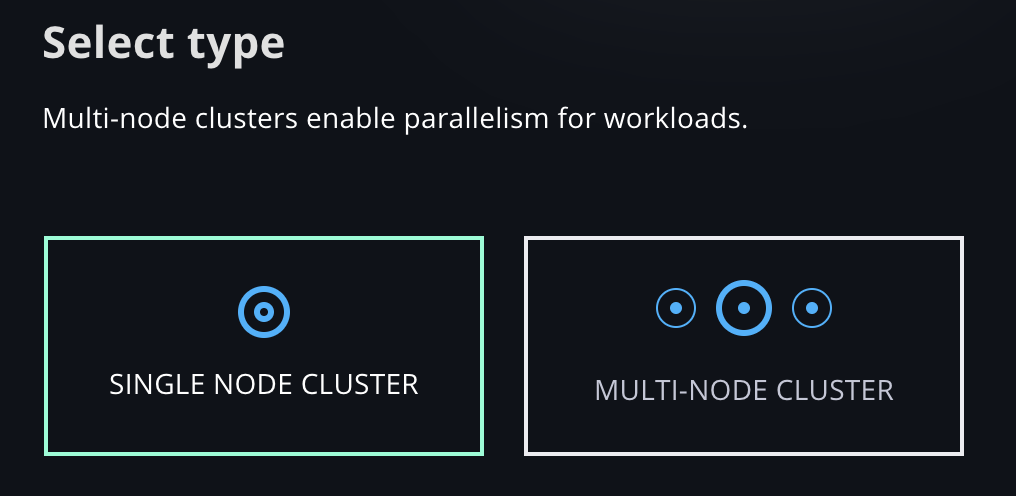 Select type
Multi-node clusters enable parallelism for workloads.
SINGLE NODE CLUSTER
MULTI-NODE CLUSTER